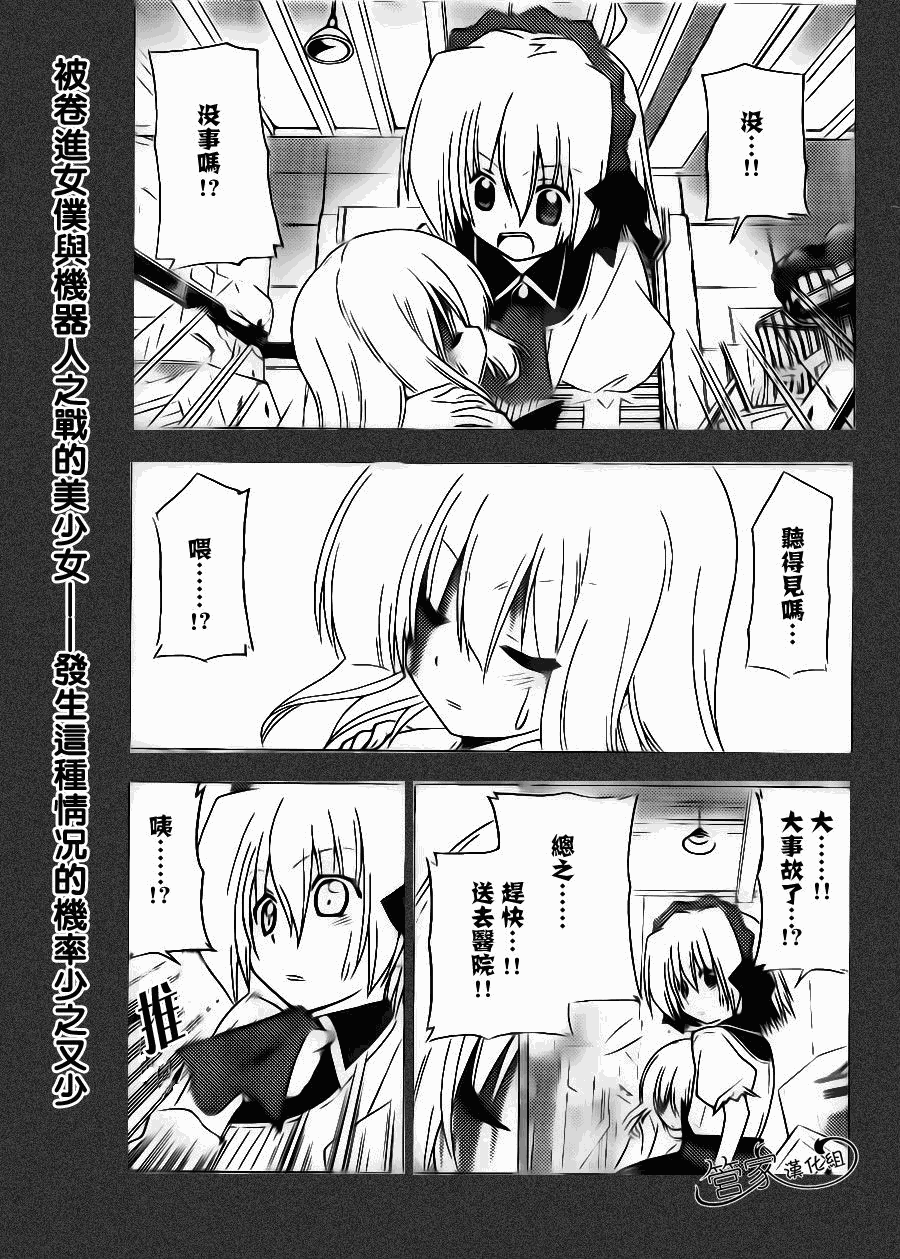 没…!!
没事嗎!?
聽得見嗎…
喂……!?
大……!!
大事故了…!?
總之……
趕快…!!
送去醫院!!
咦……!?
推
被卷進女僕與機器人之戰的美少女——發生這種情况的機率少之又少
管家漢化組